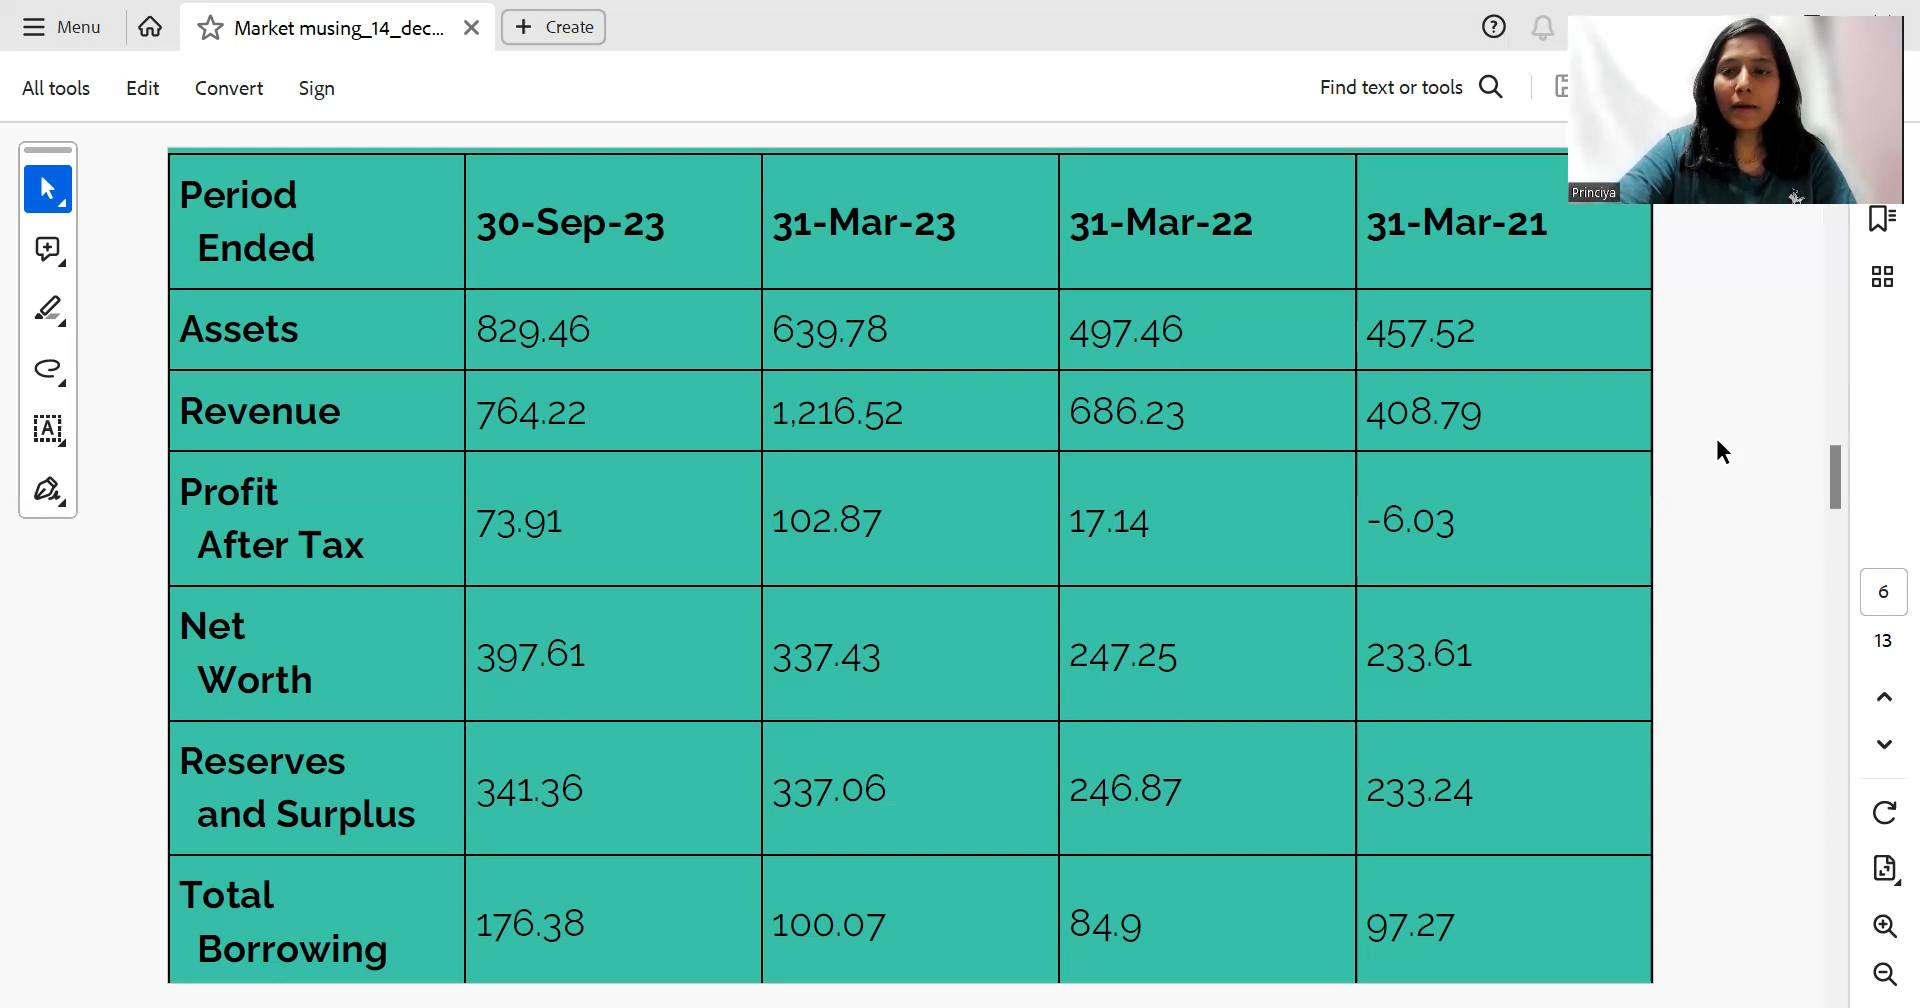 Menu
Market musing_14_dec...
Create
All tools
Edit
Convert
Sign
Find text or tools
Princiya
Period Ended 30-Sep-23 31-Mar-23 31-Mar-22 31-Mar-21
Assets 829.46 639.78 497.46 457.52
Revenue 764.22 1,216.52 686.23 408.79
Profit After Tax 73.91 102.87 17.14 -6.03
Net Worth 397.61 337.43 247.25 233.61
Reserves and Surplus 341.36 337.06 246.87 233.24
Total Borrowing 176.38 100.07 84.9 97.27
6
13